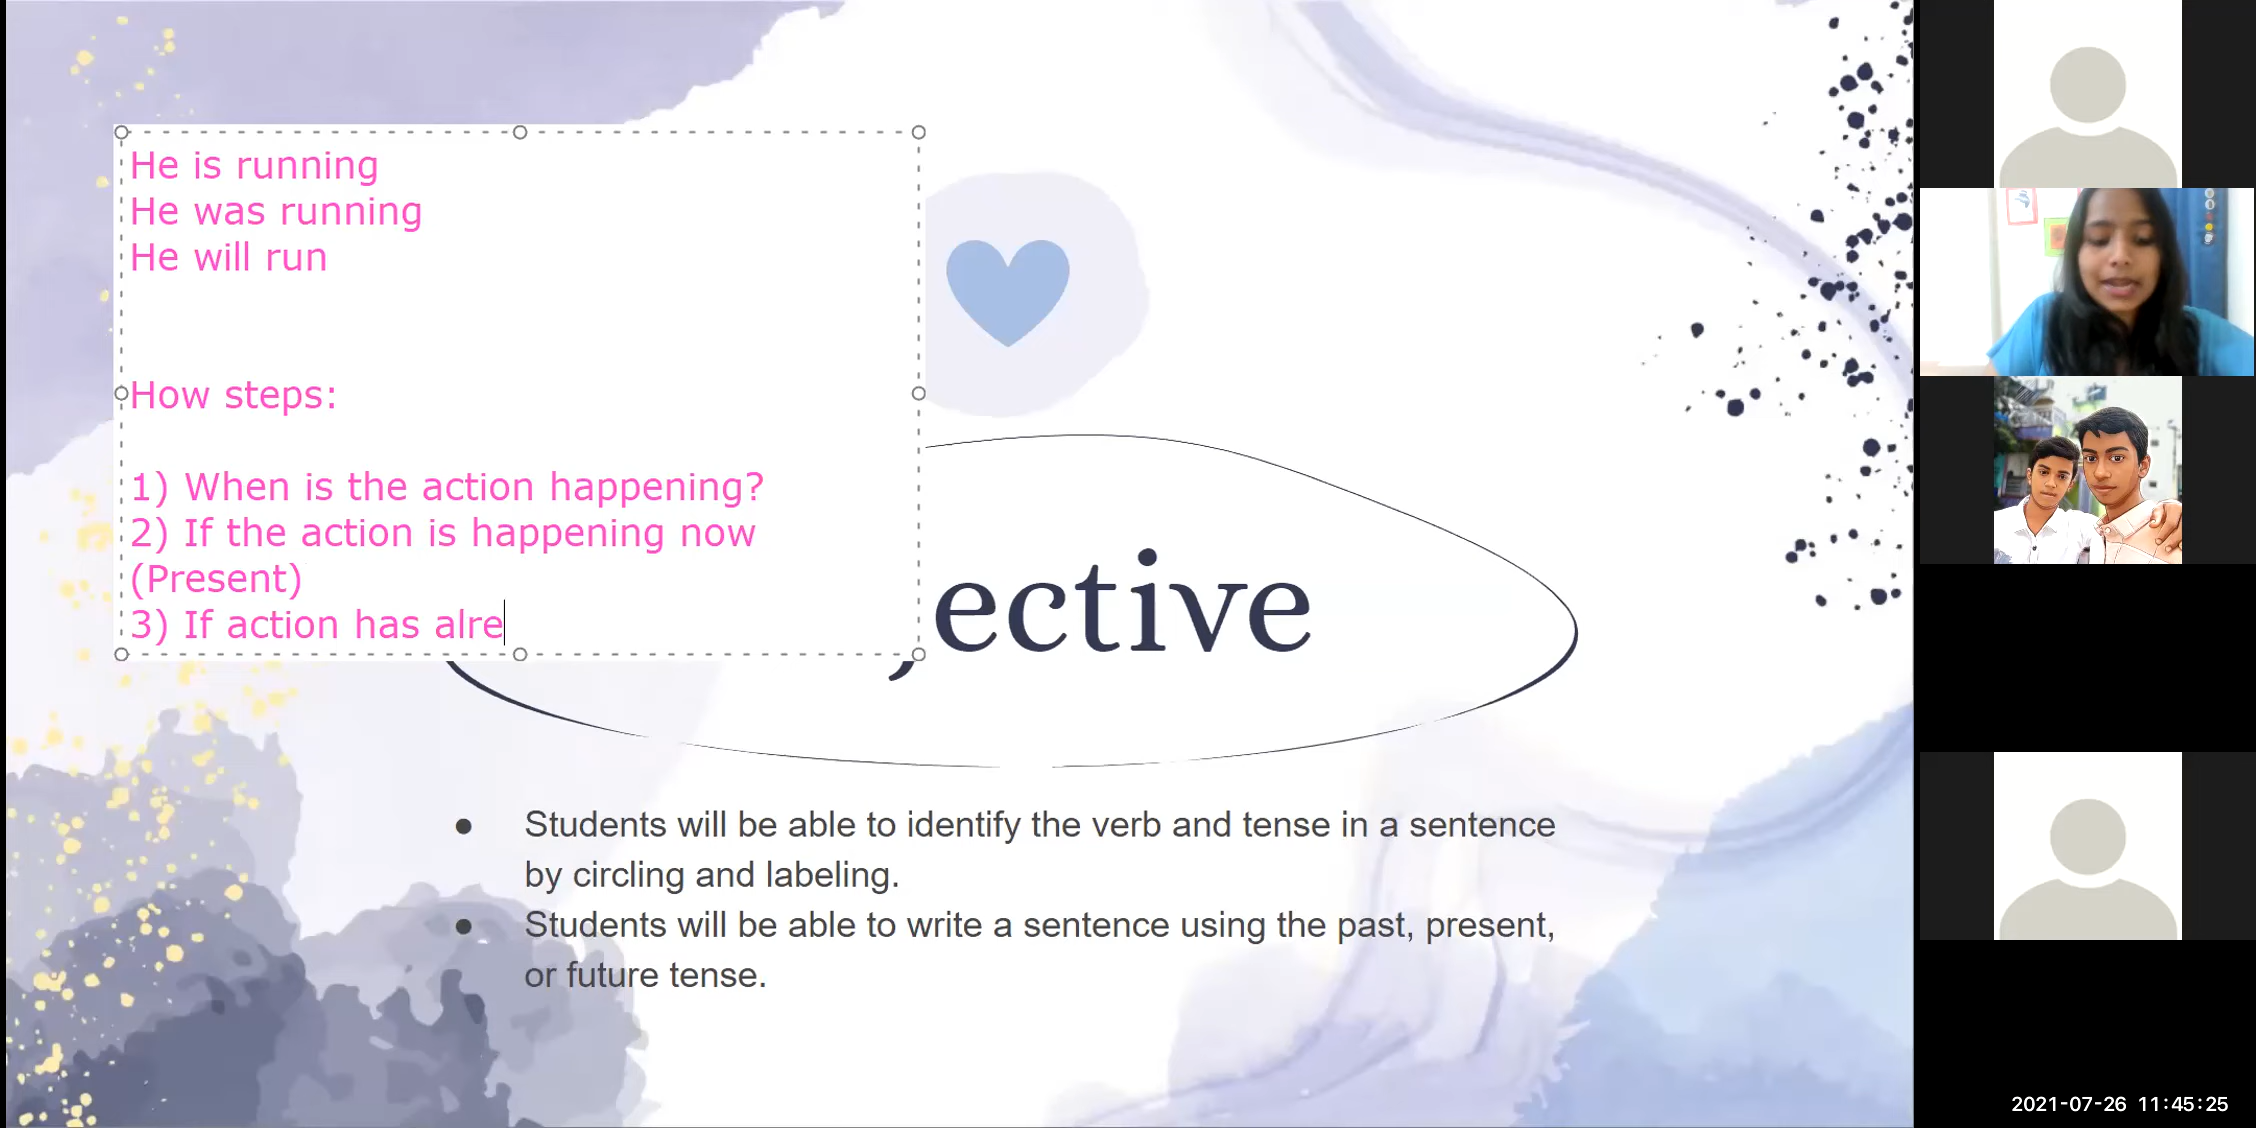 He is running
He was running
He will run
How steps:
1) When is the action happening?
2) If the action is happening now
(Present)
3) If action has alre
jective
● Students will be able to identify the verb and tense in a sentence
by circling and labeling.
● Students will be able to write a sentence using the past, present,
or future tense.
2021-07-26 11:45:25